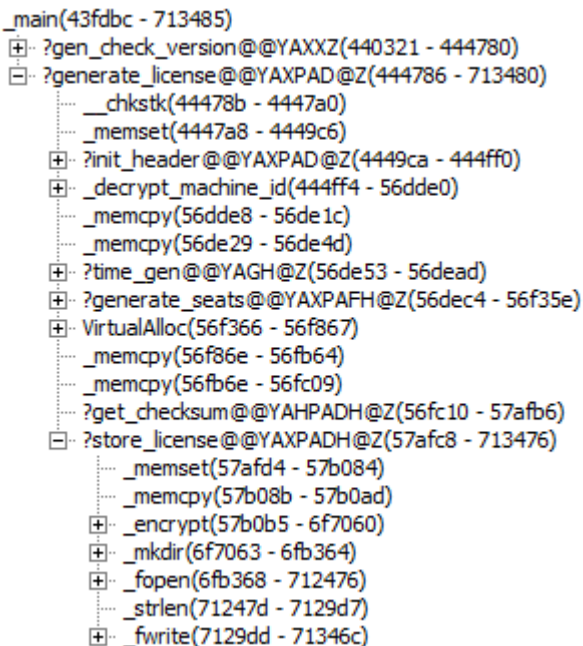 _main(43fdbc - 713485)
?gen_check_version@@YAXXZ(440321 - 444780)
?generate_license@@YAXPAD@Z(444786 - 713480)
__chkstk(44478b - 4447a0)
_memset(4447a8 - 4449c6)
?init_header@@YAXPAD@Z(4449ca - 444ff0)
_decrypt_machine_id(444ff4 - 56dde0)
_memcpy(56dde8 - 56de1c)
_memcpy(56de29 - 56de4d)
?time_gen@@YAGH@Z(56de53 - 56dead)
?generate_seats@@YAXPAFH@Z(56dec4 - 56f35e)
VirtualAlloc(56f366 - 56f867)
_memcpy(56f86e - 56fb64)
_memcpy(56fb6e - 56fc09)
?get_checksum@@YAHPADH@Z(56fc10 - 57afb6)
?store_license@@YAXPADH@Z(57afc8 - 713476)
_memset(57afd4 - 57b084)
_memcpy(57b08b - 57b0ad)
_encrypt(57b0b5 - 6f7060)
_mkdir(6f7063 - 6fb364)
_fopen(6fb368 - 712476)
_strlen(71247d - 7129d7)
_fwrite(7129dd - 71346c)